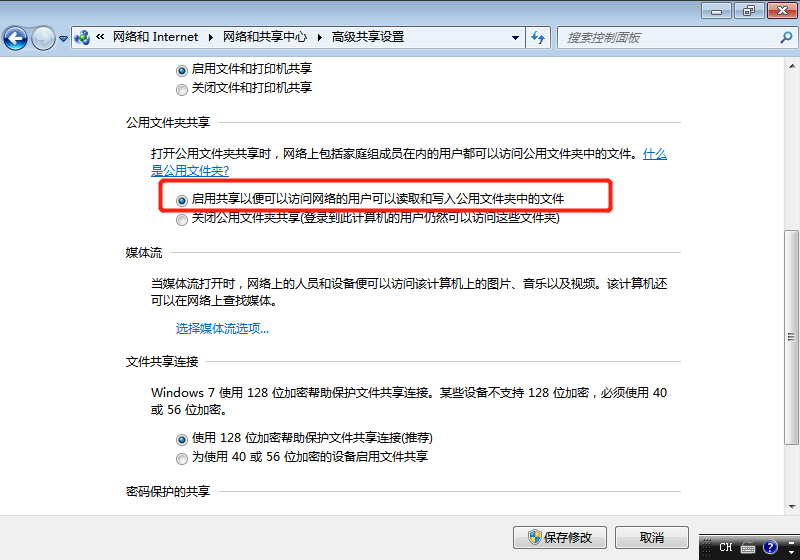 « 网络和 Internet ▸ 网络和共享中心 ▸ 高级共享设置
搜索控制面板
启用文件和打印机共享
关闭文件和打印机共享
公用文件夹共享
打开公用文件夹共享时，网络上包括家庭组成员在内的用户都可以访问公用文件夹中的文件。什么
是公用文件夹?
启用共享以便可以访问网络的用户可以读取和写入公用文件夹中的文件
关闭公用文件夹共享(登录到此计算机的用户仍然可以访问这些文件夹)
媒体流
当媒体流打开时，网络上的人员和设备便可以访问该计算机上的图片、音乐以及视频。该计算机还
可以在网络上查找媒体。
选择媒体流选项...
文件共享连接
Windows 7 使用 128 位加密帮助保护文件共享连接。某些设备不支持 128 位加密，必须使用 40
或 56 位加密。
使用 128 位加密帮助保护文件共享连接(推荐)
为使用 40 或 56 位加密的设备启用文件共享
密码保护的共享
保存修改
取消
CH